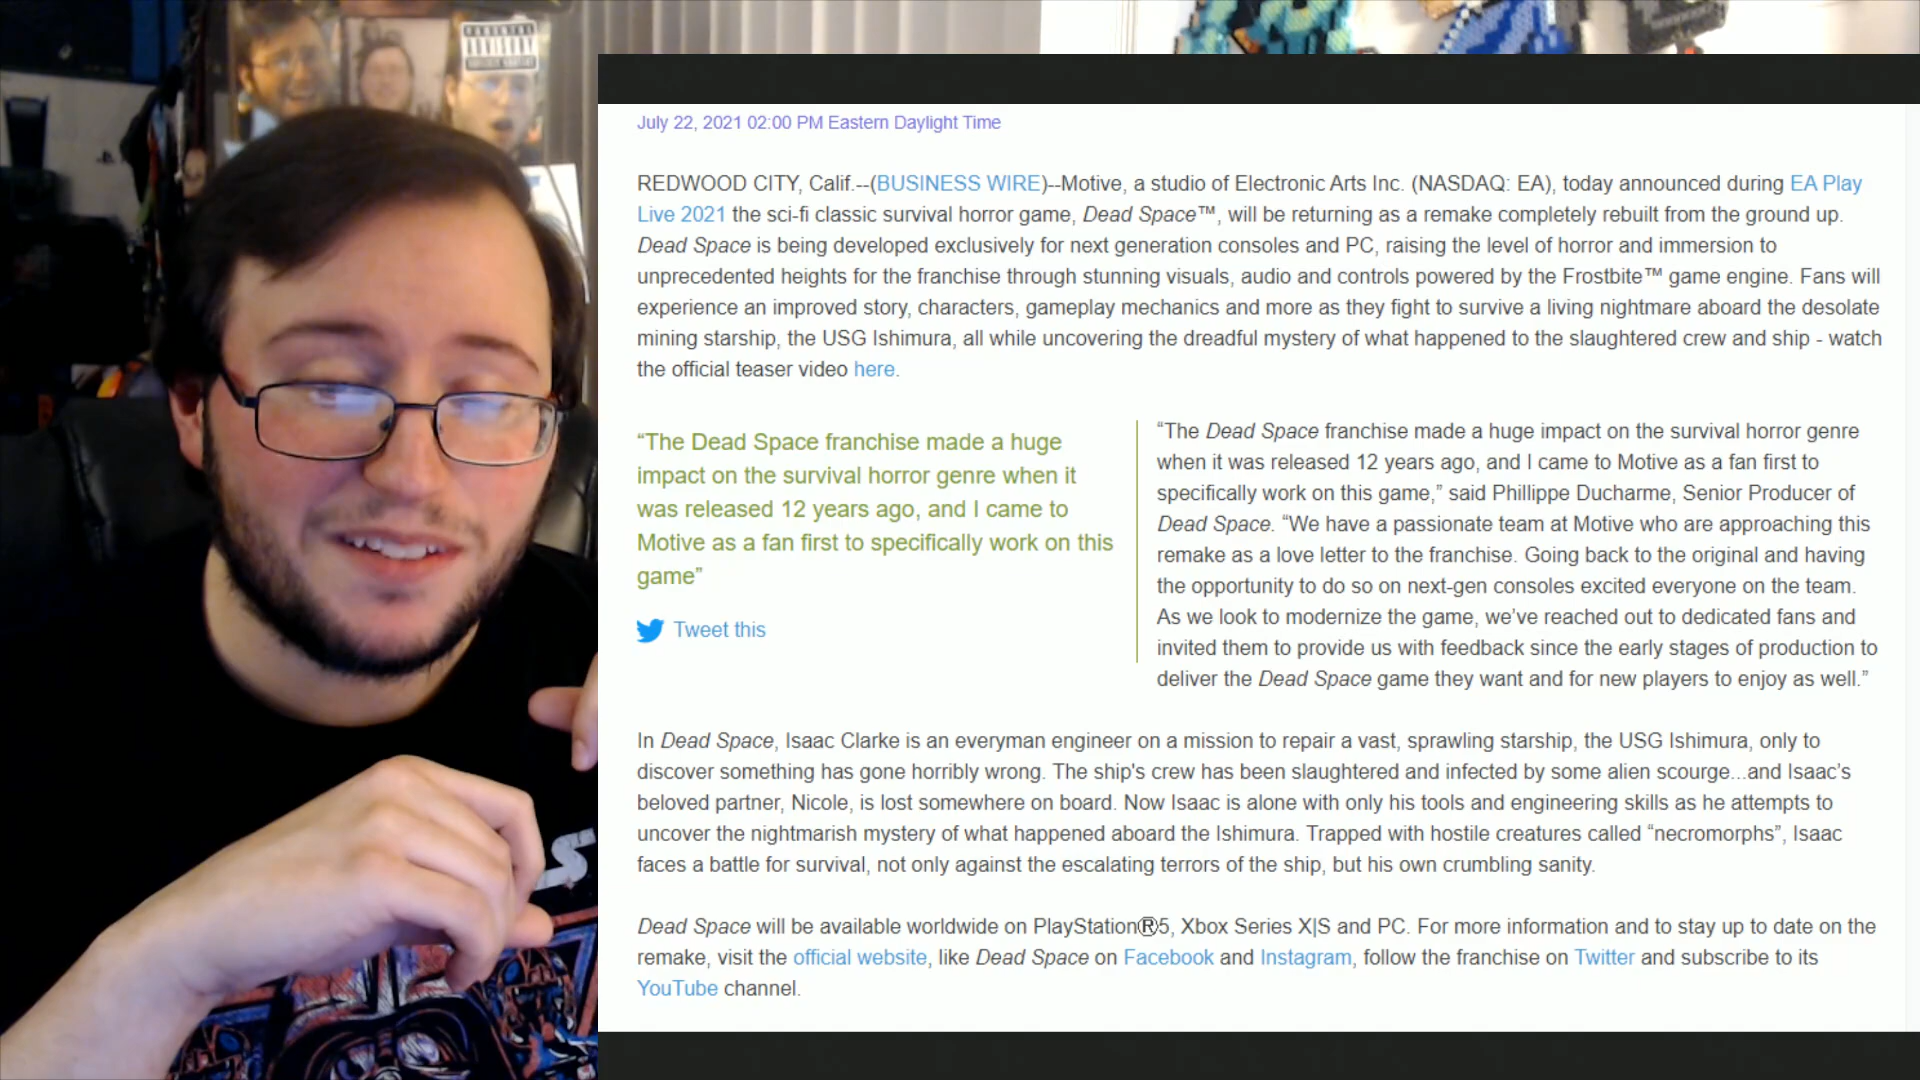 PARENTAL
ADVISORY
July 22, 2021 02:00 PM Eastern Daylight Time
REDWOOD CITY, Calif.--(BUSINESS WIRE)--Motive, a studio of Electronic Arts Inc. (NASDAQ: EA), today announced during EA Play
Live 2021 the sci-fi classic survival horror game, Dead Space™, will be returning as a remake completely rebuilt from the ground up.
Dead Space is being developed exclusively for next generation consoles and PC, raising the level of horror and immersion to
unprecedented heights for the franchise through stunning visuals, audio and controls powered by the Frostbite™ game engine. Fans will
experience an improved story, characters, gameplay mechanics and more as they fight to survive a living nightmare aboard the desolate
mining starship, the USG Ishimura, all while uncovering the dreadful mystery of what happened to the slaughtered crew and ship - watch
the official teaser video here.
“The Dead Space franchise made a huge
impact on the survival horror genre when it
was released 12 years ago, and I came to
Motive as a fan first to specifically work on this
game”
Tweet this
“The Dead Space franchise made a huge impact on the survival horror genre
when it was released 12 years ago, and I came to Motive as a fan first to
specifically work on this game,” said Phillippe Ducharme, Senior Producer of
Dead Space. “We have a passionate team at Motive who are approaching this
remake as a love letter to the franchise. Going back to the original and having
the opportunity to do so on next-gen consoles excited everyone on the team.
As we look to modernize the game, we’ve reached out to dedicated fans and
invited them to provide us with feedback since the early stages of production to
deliver the Dead Space game they want and for new players to enjoy as well.”
In Dead Space, Isaac Clarke is an everyman engineer on a mission to repair a vast, sprawling starship, the USG Ishimura, only to
discover something has gone horribly wrong. The ship's crew has been slaughtered and infected by some alien scourge...and Isaac’s
beloved partner, Nicole, is lost somewhere on board. Now Isaac is alone with only his tools and engineering skills as he attempts to
uncover the nightmarish mystery of what happened aboard the Ishimura. Trapped with hostile creatures called “necromorphs”, Isaac
faces a battle for survival, not only against the escalating terrors of the ship, but his own crumbling sanity.
Dead Space will be available worldwide on PlayStation®5, Xbox Series X|S and PC. For more information and to stay up to date on the
remake, visit the official website, like Dead Space on Facebook and Instagram, follow the franchise on Twitter and subscribe to its
YouTube channel.